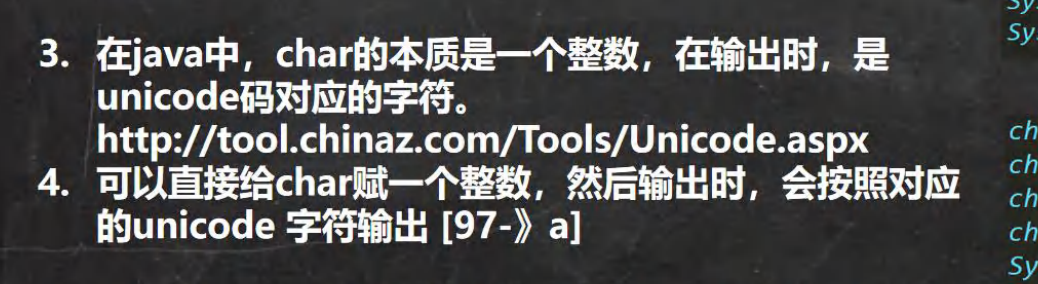 3. 在java中，char的本质是一个整数，在输出时，是
unicode码对应的字符。
http://tool.chinaz.com/Tools/Unicode.aspx
4. 可以直接给char赋一个整数，然后输出时，会按照对应
的unicode 字符输出 [97-》a]
Sy
Sy
ch
ch
ch
ch
Sy